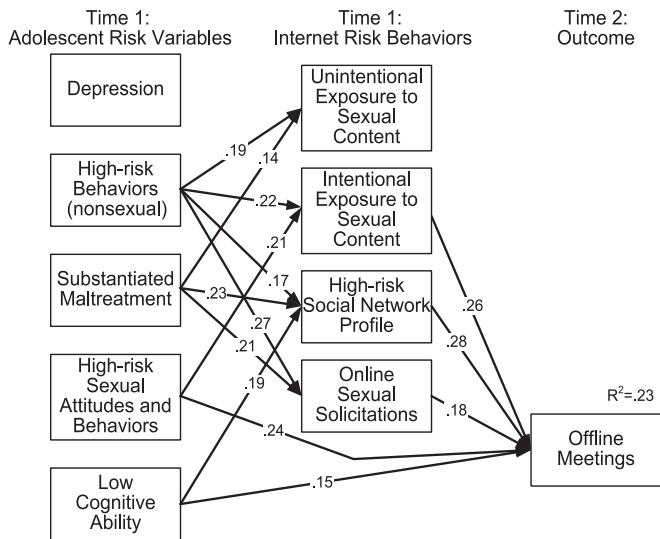 Time 1:
Adolescent Risk Variables
Time 1:
Internet Risk Behaviors
Time 2:
Outcome
Depression
High-risk
Behaviors
(nonsexual)
Substantiated
Maltreatment
High-risk
Sexual
Attitudes and
Behaviors
Low
Cognitive
Ability
.19
.14
.22
.21
.17
.23
.27
.21
.19
.24
.15
Unintentional
Exposure to
Sexual
Content
Intentional
Exposure to
Sexual
Content
High-risk
Social Network
Profile
Online
Sexual
Solicitations
.26
.28
.18
R²=.23
Offline
Meetings